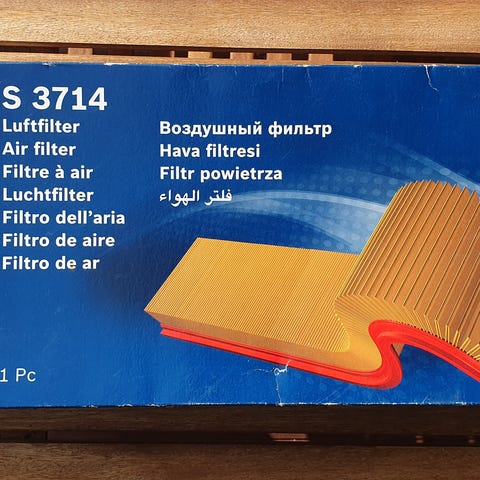 S 3714
Luftfilter
Air filter
Filtre à air
Luchtfilter
Filtro dell'aria
Filtro de aire
Filtro de ar
Воздушный фильтр
Hava filtresi
Filtr powietrza
فلتر الهواء
1 Pc